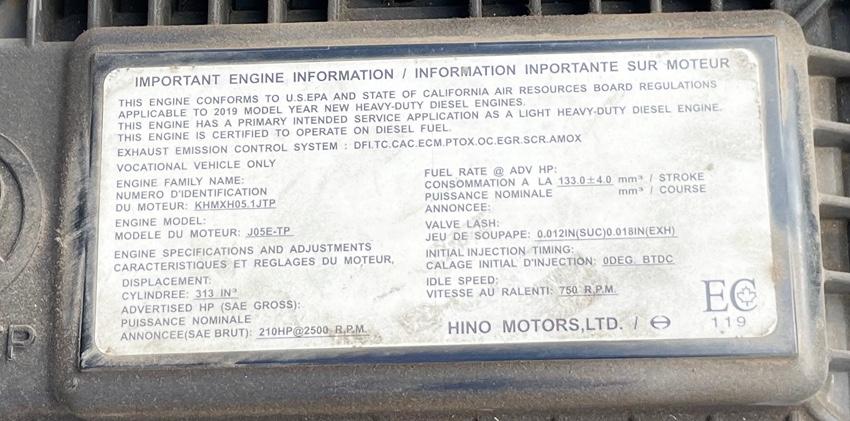 IMPORTANT ENGINE INFORMATION / INFORMATION INPORTANTE SUR MOTEUR
THIS ENGINE CONFORMS TO U.S.EPA AND STATE OF CALIFORNIA AIR RESOURCES BOARD REGULATIONS
APPLICABLE TO 2019 MODEL YEAR NEW HEAVY-DUTY DIESEL ENGINES.
THIS ENGINE HAS A PRIMARY INTENDED SERVICE APPLICATION AS A LIGHT HEAVY-DUTY DIESEL ENGINE.
THIS ENGINE IS CERTIFIED TO OPERATE ON DIESEL FUEL.
EXHAUST EMISSION CONTROL SYSTEM : DFI.TC.CAC.ECM.PTOX.OC.EGR.SCR.AMOX
VOCATIONAL VEHICLE ONLY
ENGINE FAMILY NAME:
NUMERO D'IDENTIFICATION
DU MOTEUR: KHMXH05.1JTP
ENGINE MODEL:
MODELE DU MOTEUR: J05E-TP
ENGINE SPECIFICATIONS AND ADJUSTMENTS
CARACTERISTIQUES ET REGLAGES DU MOTEUR,
DISPLACEMENT:
CYLINDREE: 313 IN³
ADVERTISED HP (SAE GROSS):
PUISSANCE NOMINALE
ANNONCEE(SAE BRUT): 210HP@2500 R.P.M.
FUEL RATE @ ADV HP:
CONSOMMATION A LA 133.0±4.0 mm³ / STROKE
PUISSANCE NOMINALE mm³ / COURSE
ANNONCEE:
VALVE LASH:
JEU DE SOUPAPE: 0.012IN(SUC)0.018IN(EXH)
INITIAL INJECTION TIMING:
CALAGE INITIAL D'INJECTION: 0DEG. BTDC
IDLE SPEED:
VITESSE AU RALENTI: 750 R.P.M.
HINO MOTORS,LTD. /
EC
119
TP